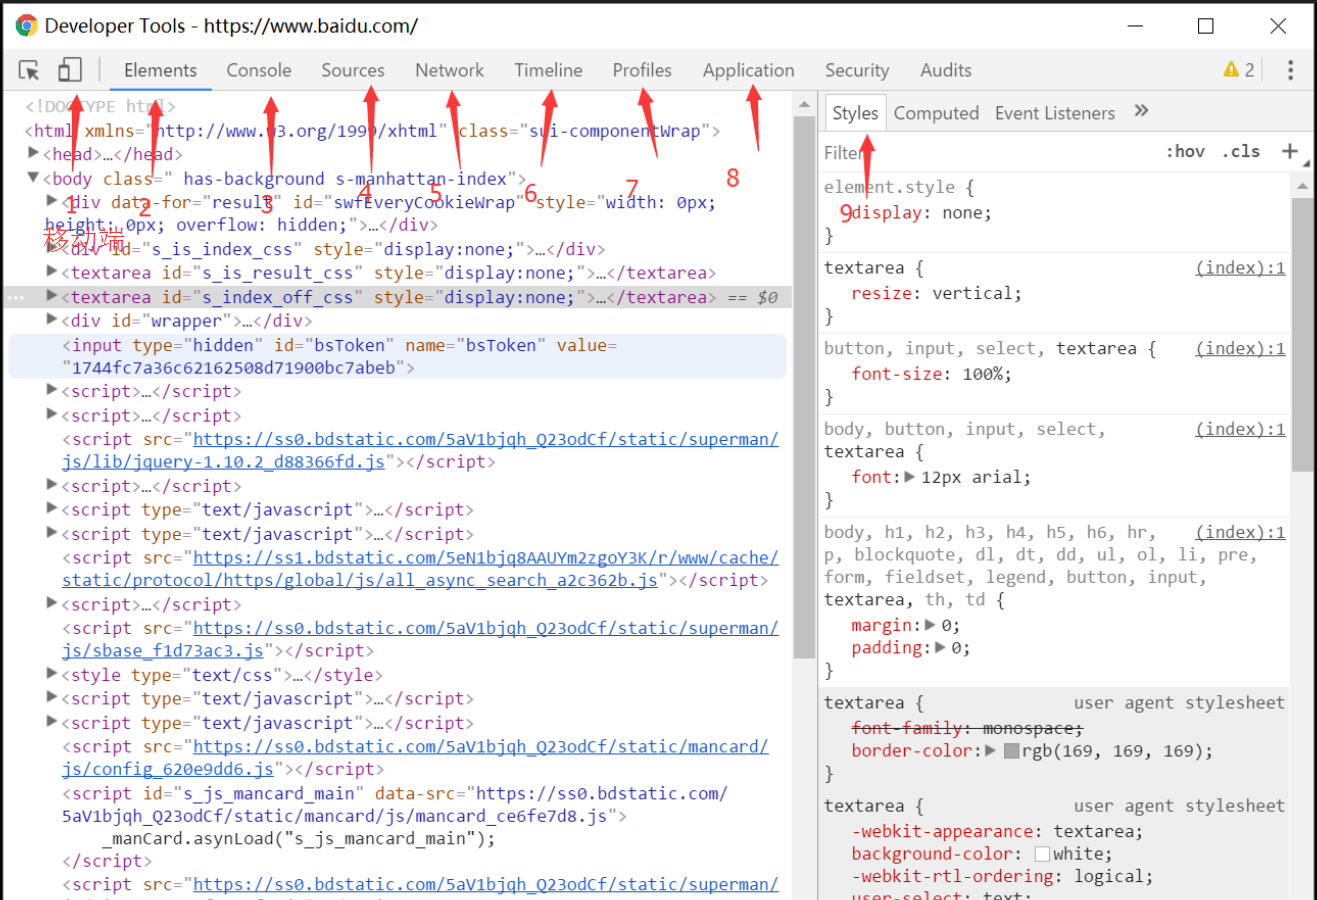 Developer Tools - https://www.baidu.com/
Elements Console Sources Network Timeline Profiles Application Security Audits 2
<!DOCTYPE html>
<html xmlns="http://www.w3.org/1999/xhtml" class="sui-componentWrap">
<head>…</head>
<body class=" has-background s-manhattan-index">
1 2 3 4 5 6 7 8
<div data-for="result" id="swfEveryCookieWrap" style="width: 0px;
height: 0px; overflow: hidden;">…</div>
移动端
<div id="s_is_index_css" style="display:none;">…</div>
<textarea id="s_is_result_css" style="display:none;">…</textarea>
<textarea id="s_index_off_css" style="display:none;">…</textarea> == $0
<div id="wrapper">…</div>
<input type="hidden" id="bsToken" name="bsToken" value=
"1744fc7a36c62162508d71900bc7abeb">
<script>…</script>
<script>…</script>
<script src="https://ss0.bdstatic.com/5aV1bjqh_Q23odCf/static/superman/
js/lib/jquery-1.10.2_d88366fd.js"></script>
<script>…</script>
<script type="text/javascript">…</script>
<script type="text/javascript">…</script>
<script src="https://ss1.bdstatic.com/5eN1bjq8AAUYm2zgoY3K/r/www/cache/
static/protocol/https/global/js/all_async_search_a2c362b.js"></script>
<script>…</script>
<script src="https://ss0.bdstatic.com/5aV1bjqh_Q23odCf/static/superman/
js/sbase_f1d73ac3.js"></script>
<style type="text/css">…</style>
<script type="text/javascript">…</script>
<script type="text/javascript">…</script>
<script src="https://ss0.bdstatic.com/5aV1bjqh_Q23odCf/static/mancard/
js/config_620e9dd6.js"></script>
<script id="s_js_mancard_main" data-src="https://ss0.bdstatic.com/
5aV1bjqh_Q23odCf/static/mancard/js/mancard_ce6fe7d8.js">
_manCard.asynLoad("s_js_mancard_main");
</script>
<script src="https://ss0.bdstatic.com/5aV1bjqh_Q23odCf/static/superman/
Styles Computed Event Listeners »
Filter :hov .cls +
element.style {
9
display: none;
}
textarea { (index):1
resize: vertical;
}
button, input, select, textarea { (index):1
font-size: 100%;
}
body, button, input, select, (index):1
textarea {
font: 12px arial;
}
body, h1, h2, h3, h4, h5, h6, hr, (index):1
p, blockquote, dl, dt, dd, ul, ol, li, pre,
form, fieldset, legend, button, input,
textarea, th, td {
margin: 0;
padding: 0;
}
textarea { user agent stylesheet
font-family: monospace;
border-color: rgb(169, 169, 169);
}
textarea { user agent stylesheet
-webkit-appearance: textarea;
background-color: white;
-webkit-rtl-ordering: logical;
user-select: text;